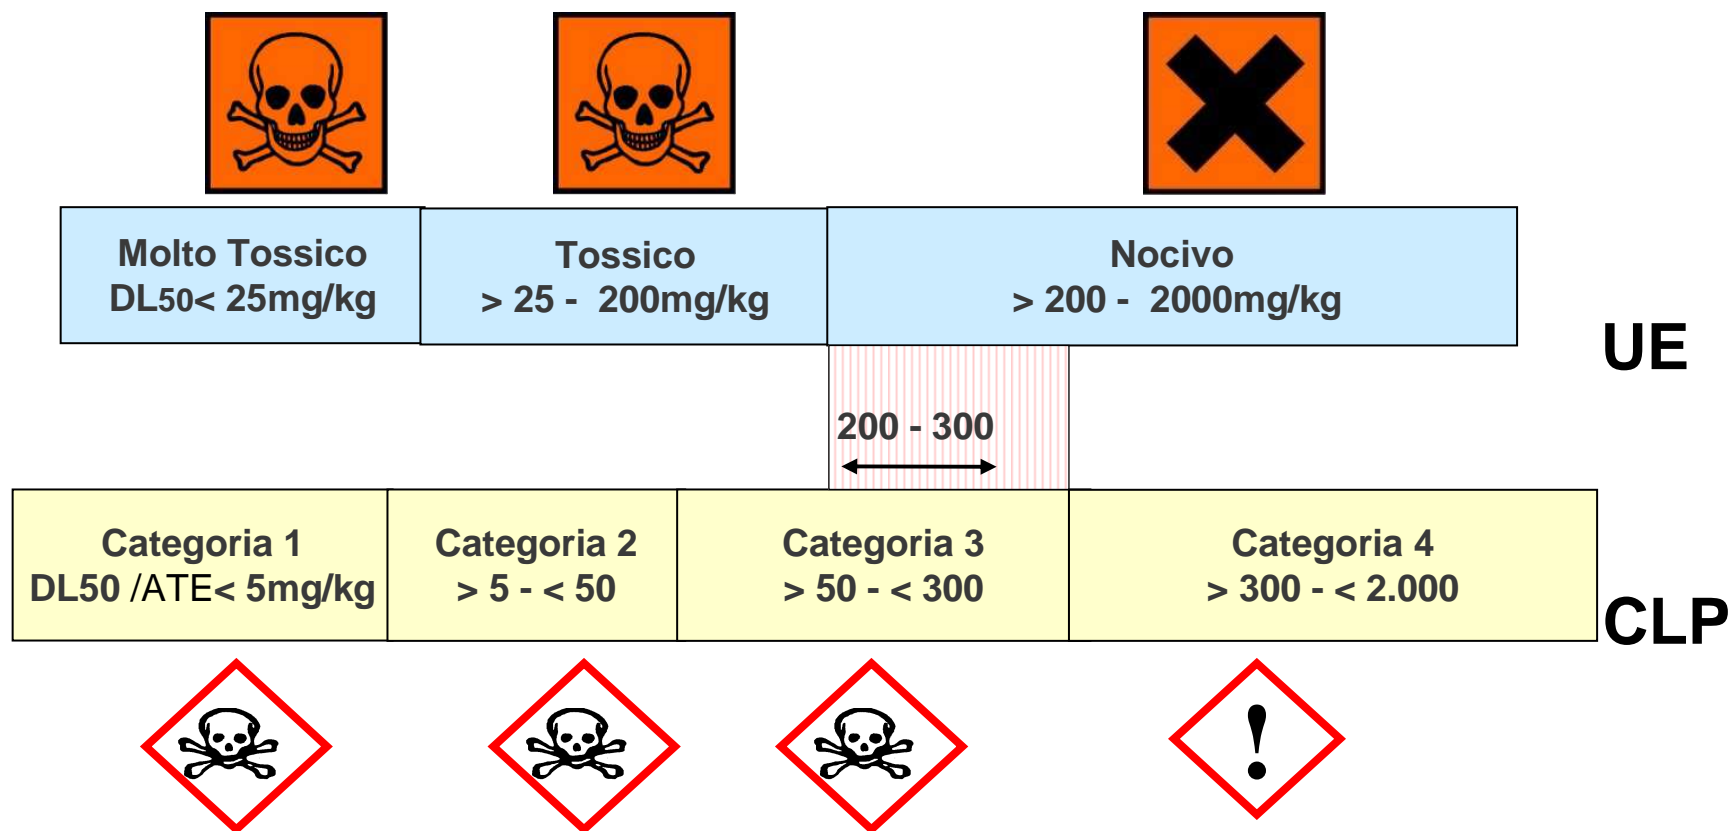 Molto Tossico
DL50< 25mg/kg
Tossico
> 25 - 200mg/kg
Nocivo
> 200 - 2000mg/kg
UE
200 - 300
Categoria 1
DL50 /ATE< 5mg/kg
Categoria 2
> 5 - < 50
Categoria 3
> 50 - < 300
Categoria 4
> 300 - < 2.000
CLP
!